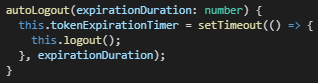 autoLogout(expirationDuration: number) {
  this.tokenExpirationTimer = setTimeout(() => {
    this.logout();
  }, expirationDuration);
}